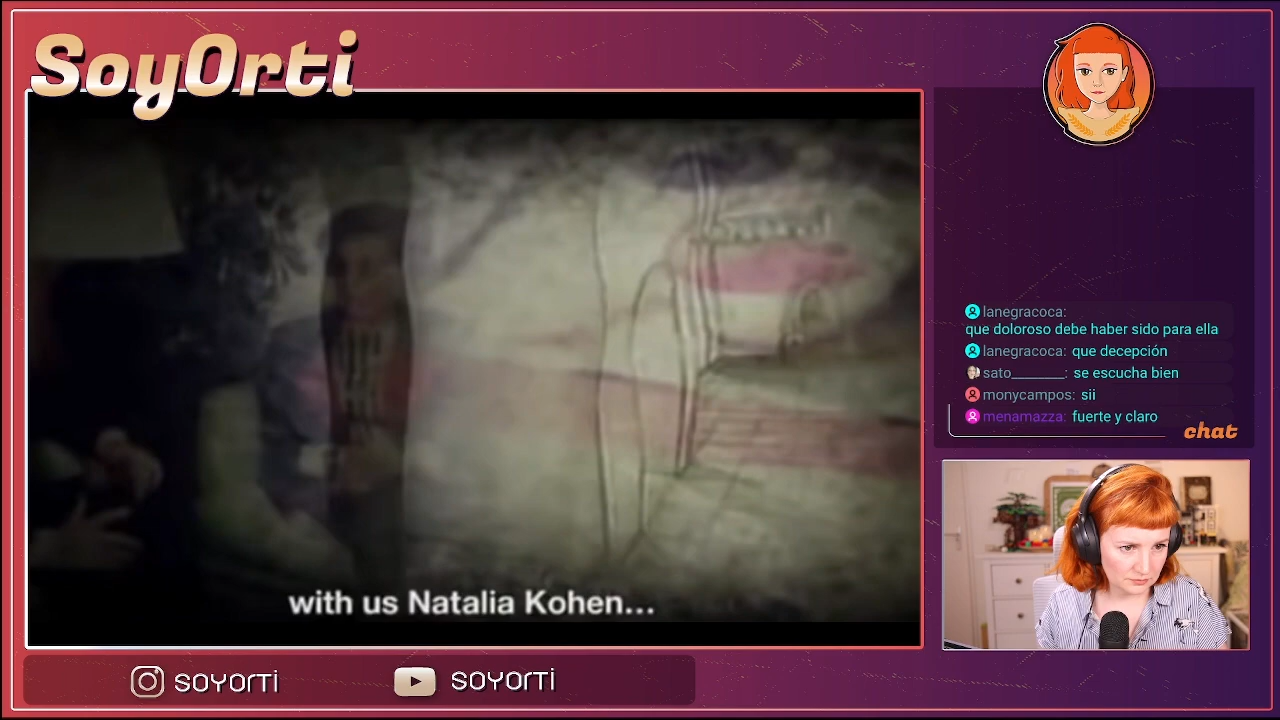 SoyOrti
lanegracoca:
que doloroso debe haber sido para ella
lanegracoca: que decepción
sato_______: se escucha bien
monycampos: sii
menamazza: fuerte y claro
chat
with us Natalia Kohen...
SOYORTI
SOYORTI